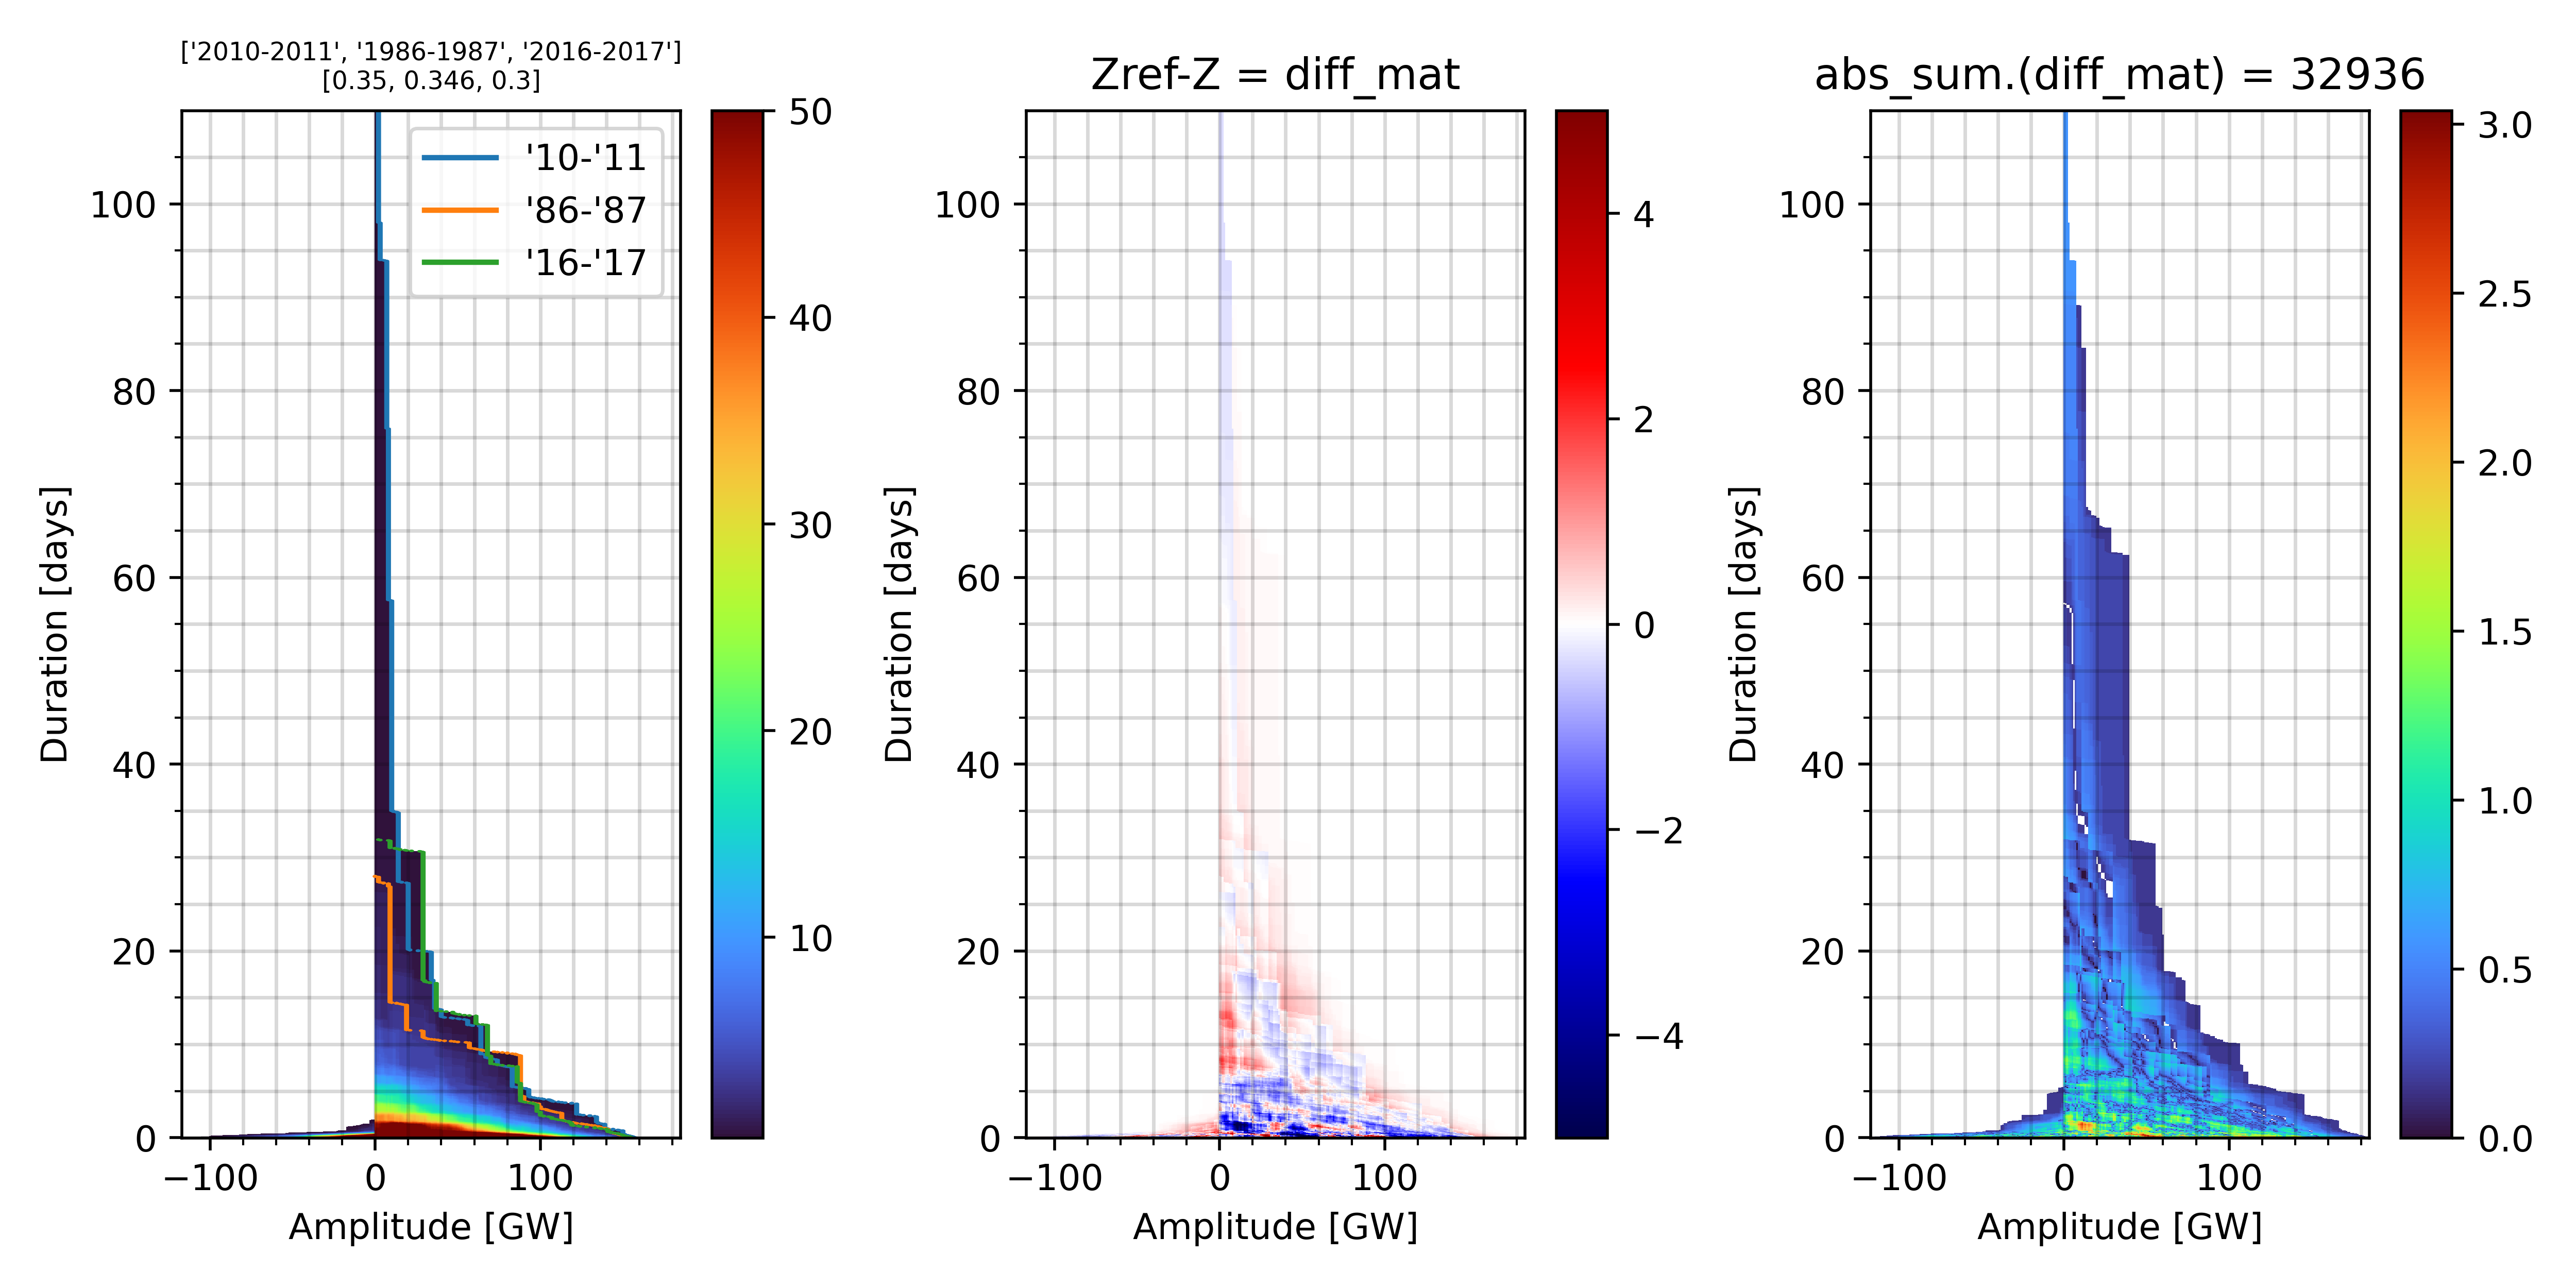 ['2010-2011', '1986-1987', '2016-2017']
[0.35, 0.346, 0.3]
'10-'11
'86-'87
'16-'17
100
80
60
40
20
0
Duration [days]
−100 0 100
Amplitude [GW]
50
40
30
20
10
Zref-Z = diff_mat
100
80
60
40
20
0
Duration [days]
−100 0 100
Amplitude [GW]
4
2
0
−2
−4
abs_sum.(diff_mat) = 32936
100
80
60
40
20
0
Duration [days]
−100 0 100
Amplitude [GW]
3.0
2.5
2.0
1.5
1.0
0.5
0.0